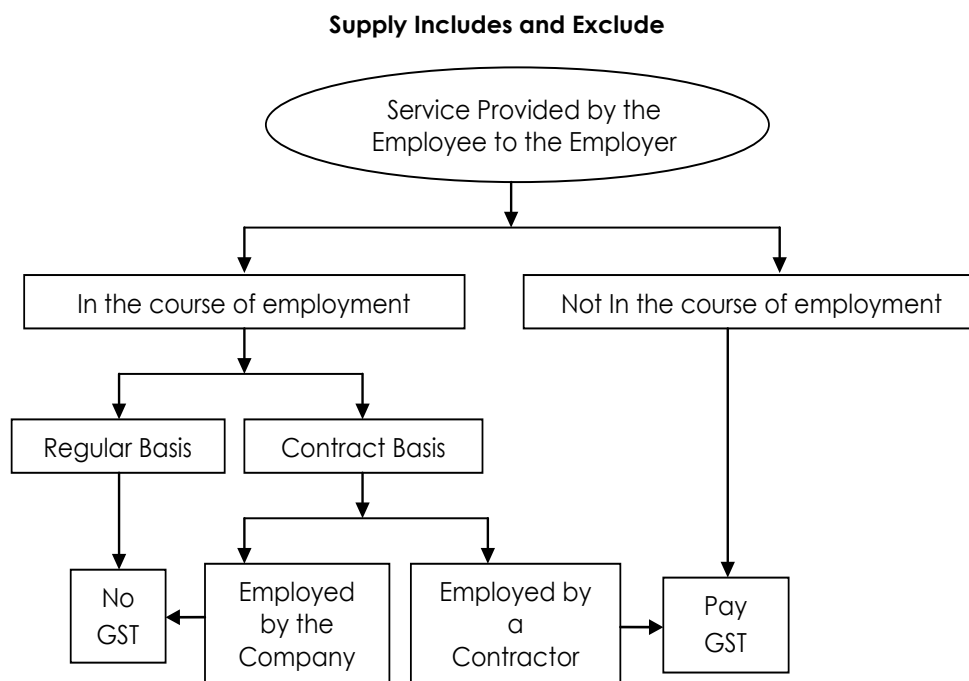 Supply Includes and Exclude
Service Provided by the
Employee to the Employer
In the course of employment
Not In the course of employment
Regular Basis
Contract Basis
No
GST
Employed
by the
Company
Employed by
a
Contractor
Pay
GST